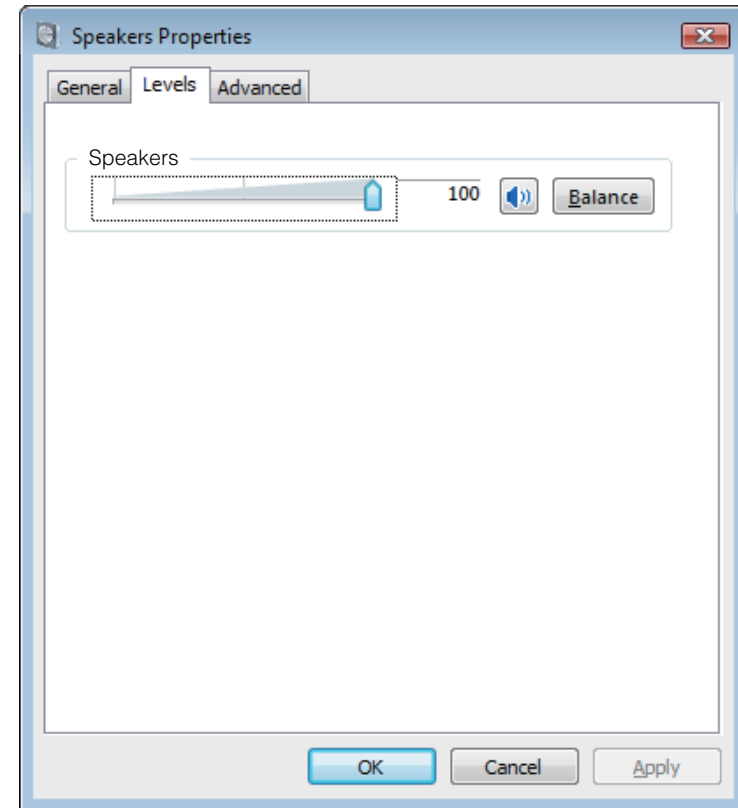 Speakers Properties
General Levels Advanced
Speakers
100 Balance
OK Cancel Apply